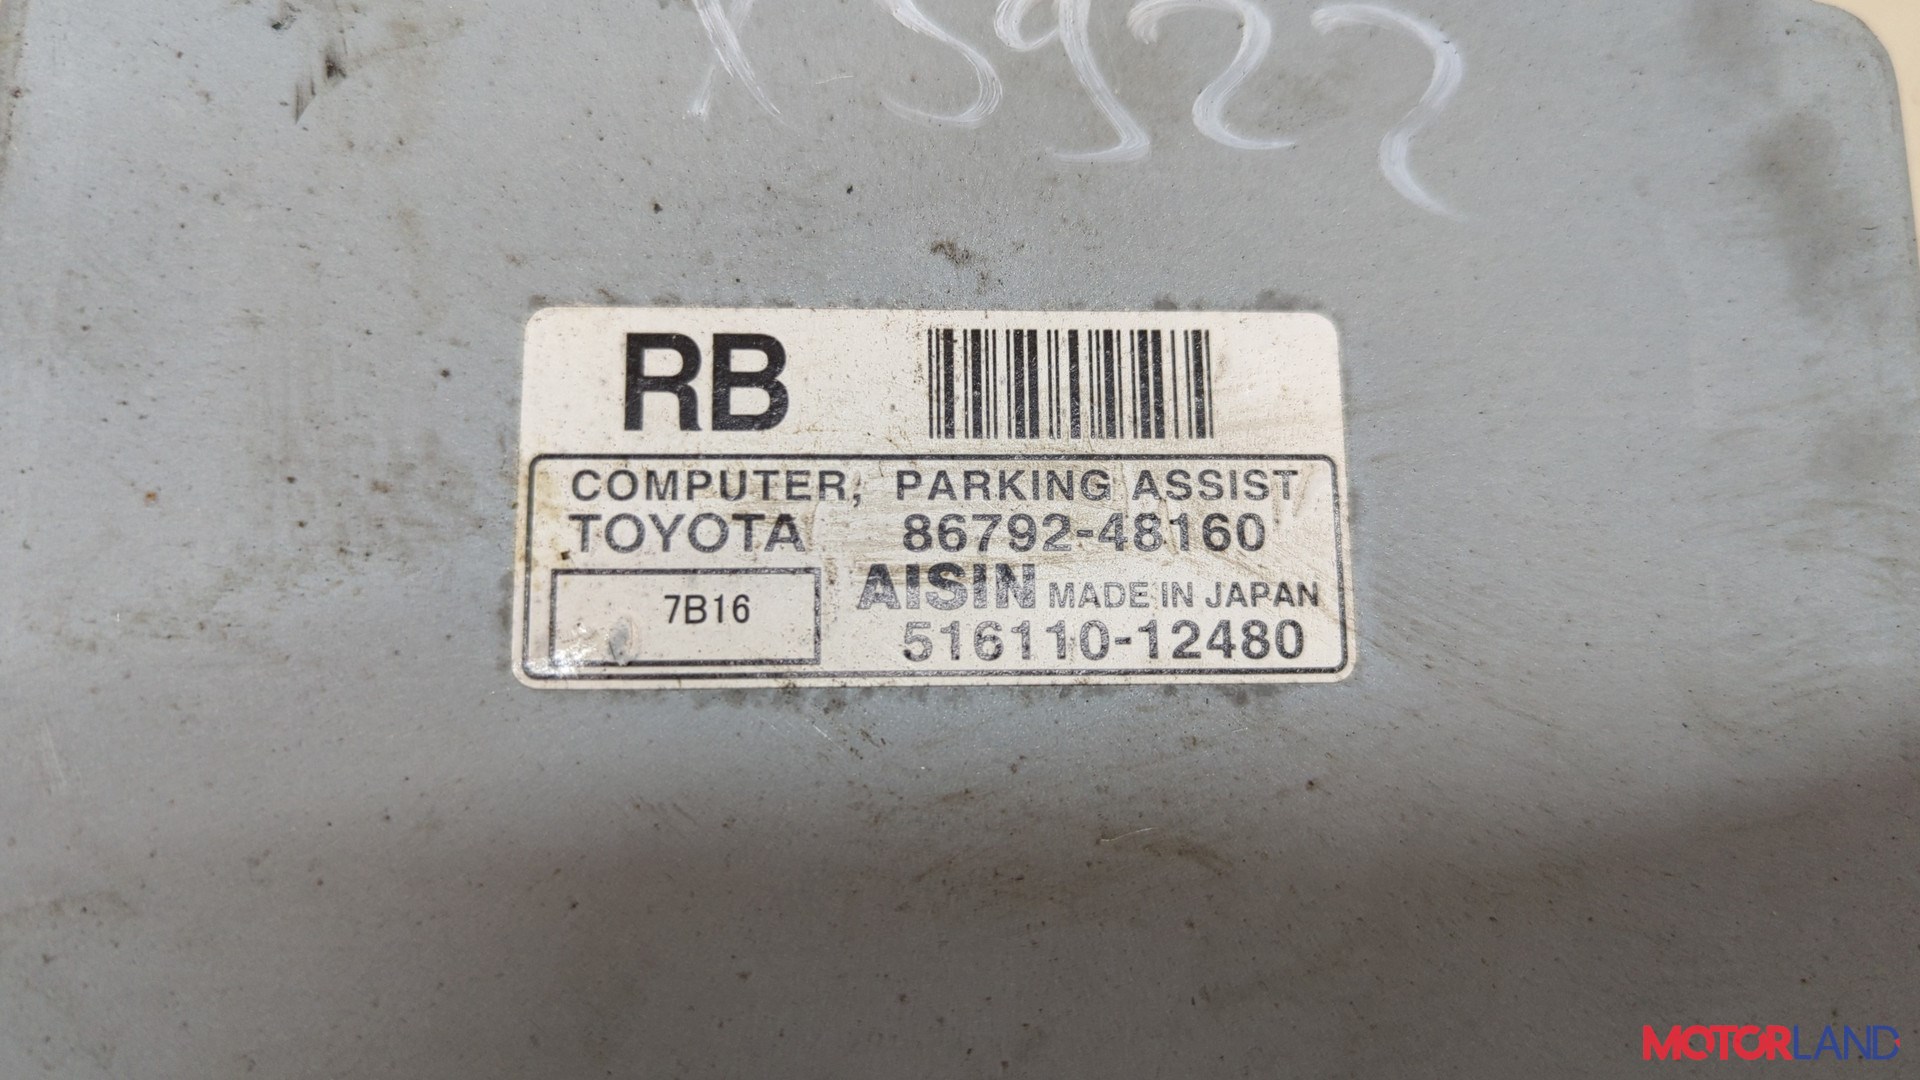 RB
COMPUTER, PARKING ASSIST
TOYOTA 86792-48160
7B16
AISIN MADE IN JAPAN
516110-12480
MOTORLAND